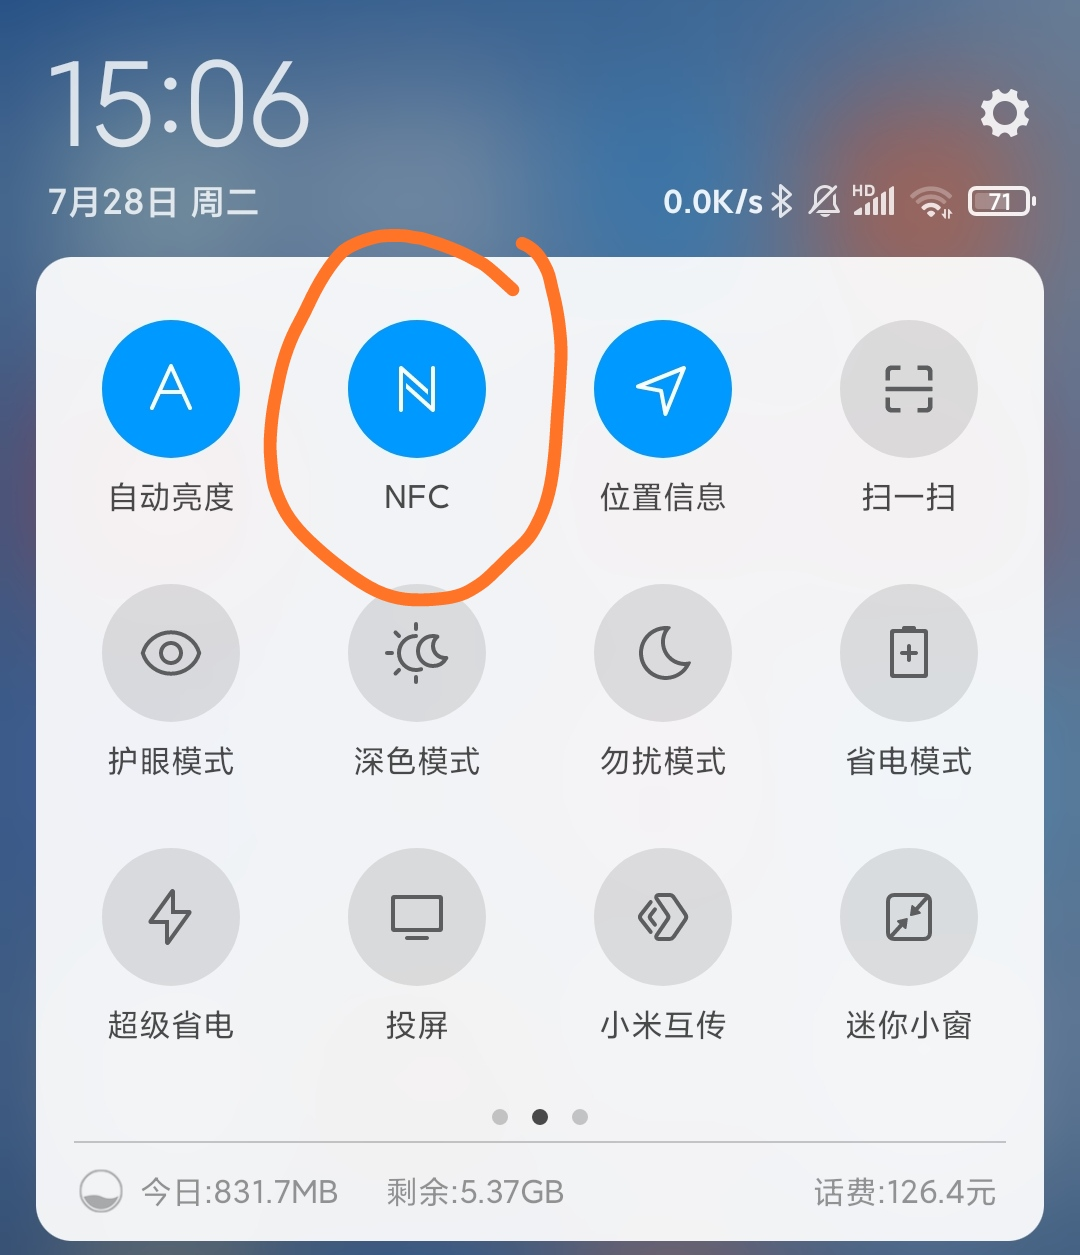 15:06
7月28日 周二
0.0K/s HD 71
自动亮度 NFC 位置信息 扫一扫
护眼模式 深色模式 勿扰模式 省电模式
超级省电 投屏 小米互传 迷你小窗
今日:831.7MB 剩余:5.37GB 话费:126.4元